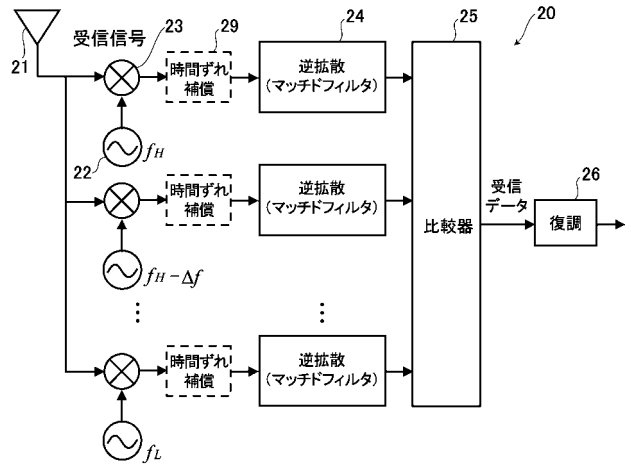 23
29
24
25
20
受信信号
21
時間ずれ
補償
逆拡散
(マッチドフィルタ)
22
fH
時間ずれ
補償
逆拡散
(マッチドフィルタ)
比較器
受信
データ
26
復調
fH－Δf
時間ずれ
補償
逆拡散
(マッチドフィルタ)
fL